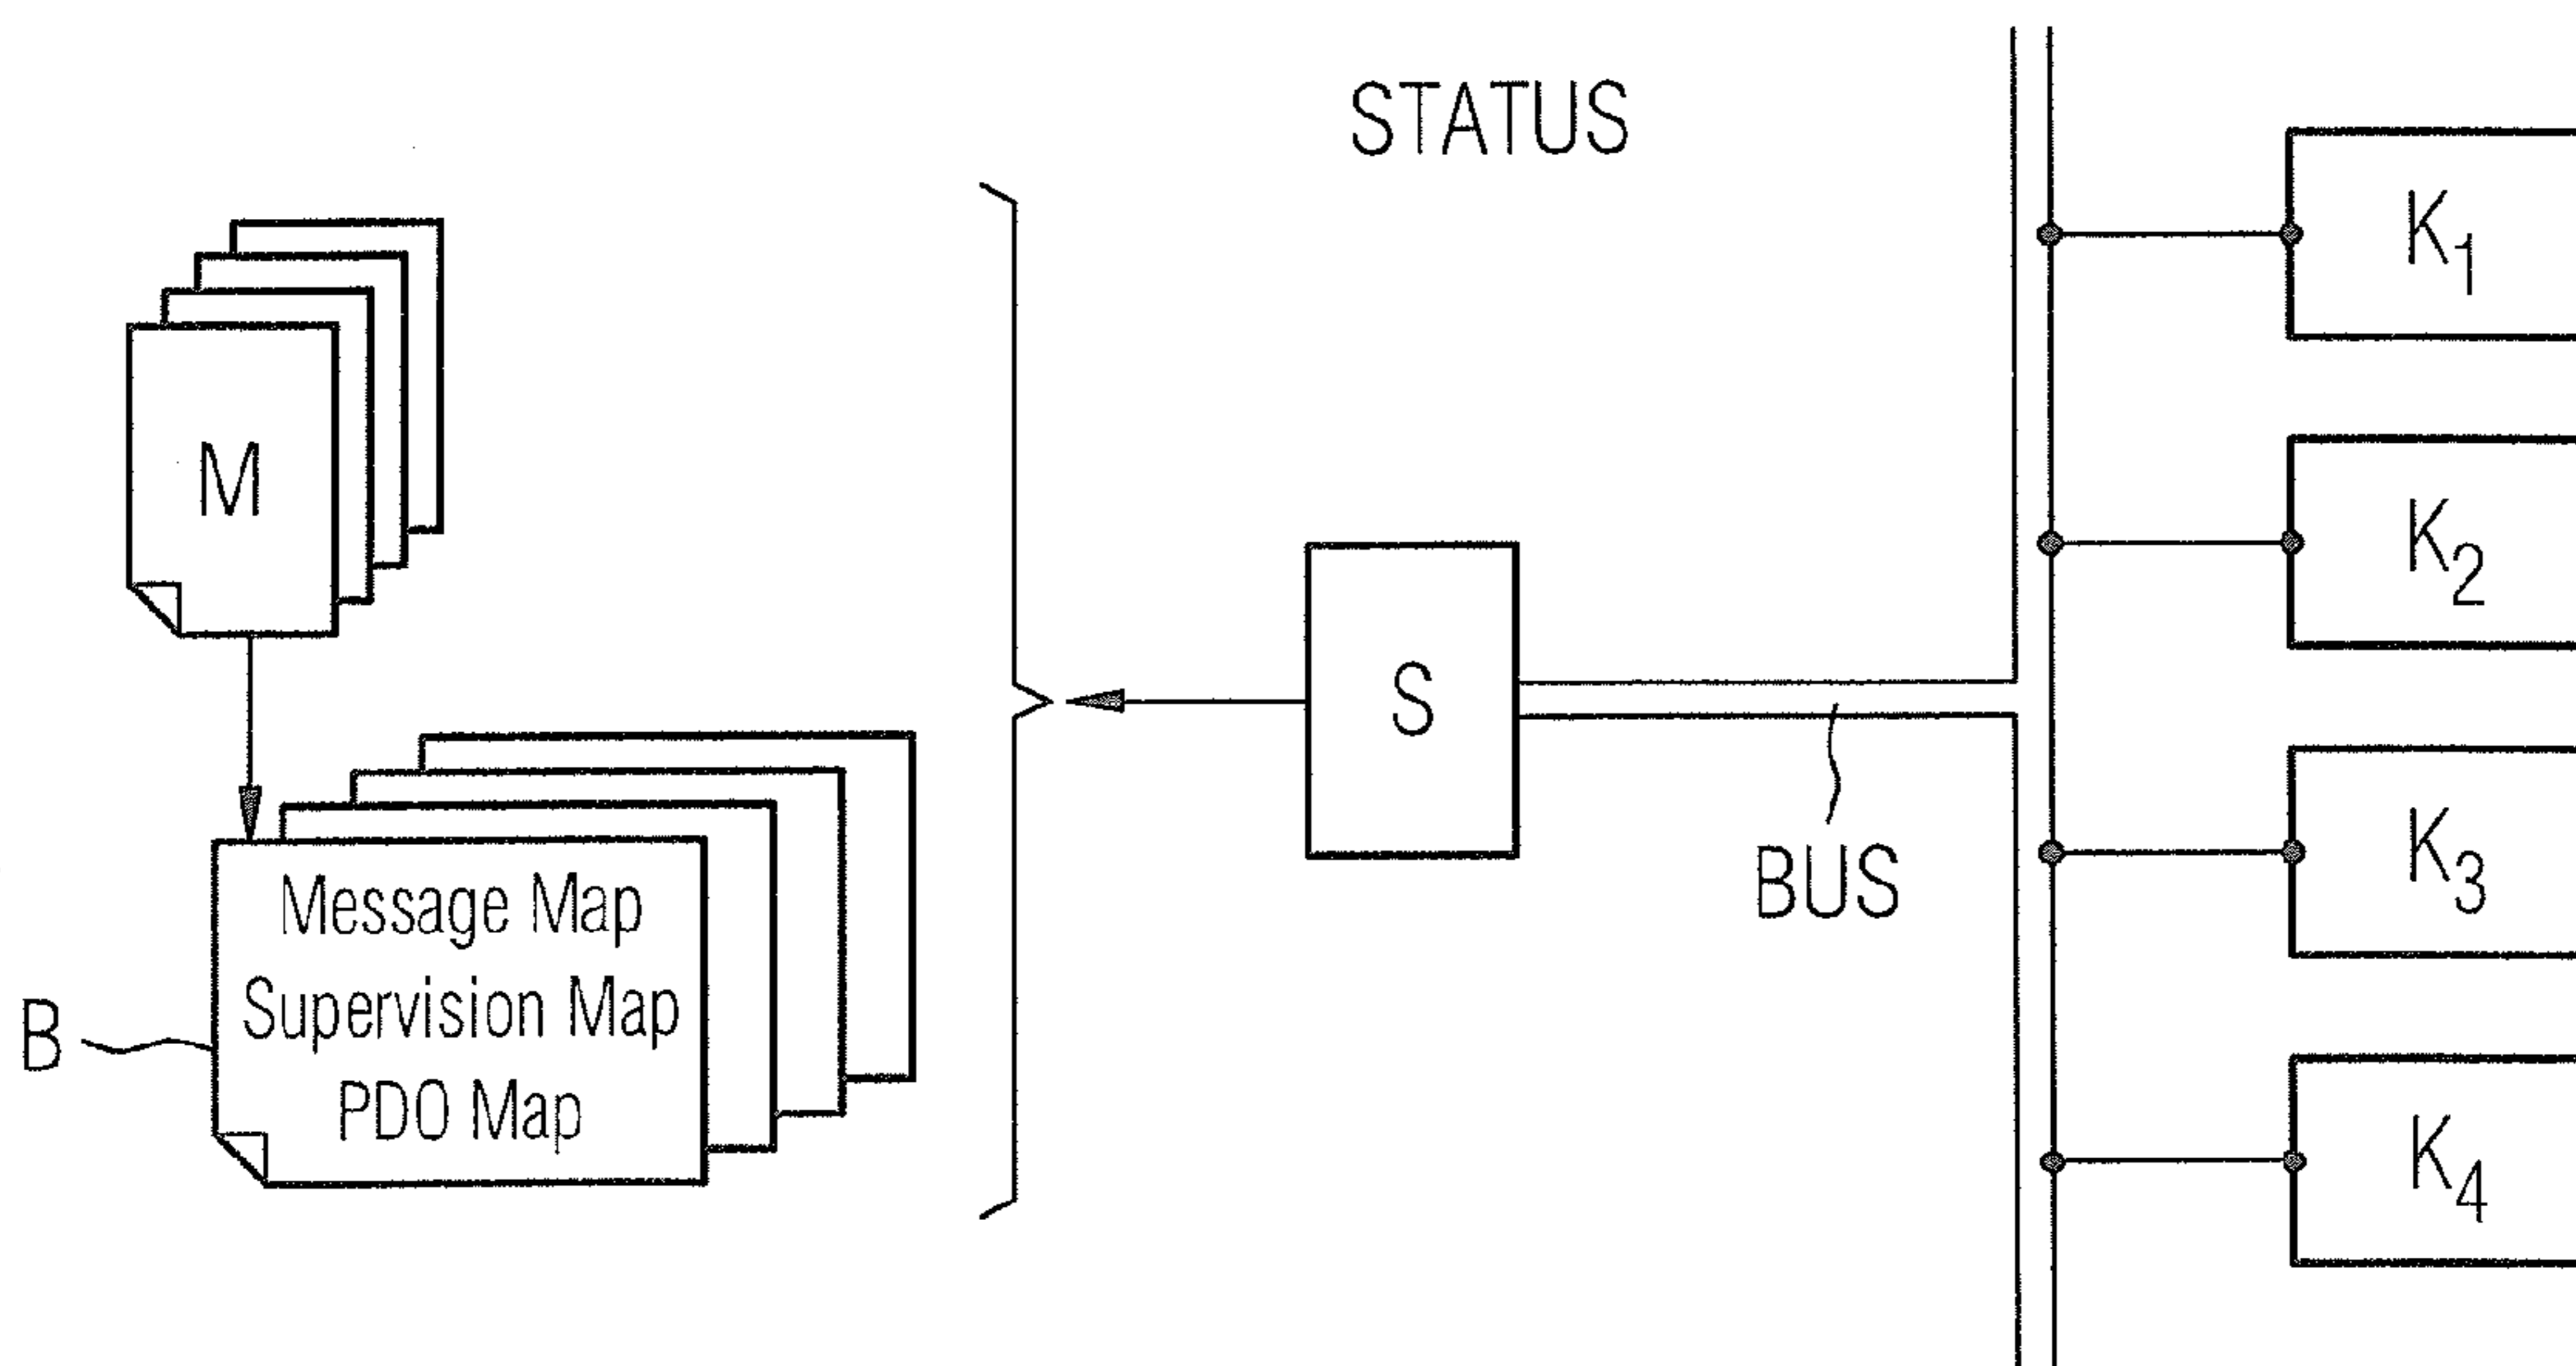 STATUS
K1
M
K2
S
BUS
K3
Message Map
Supervision Map
B
PDO Map
K4